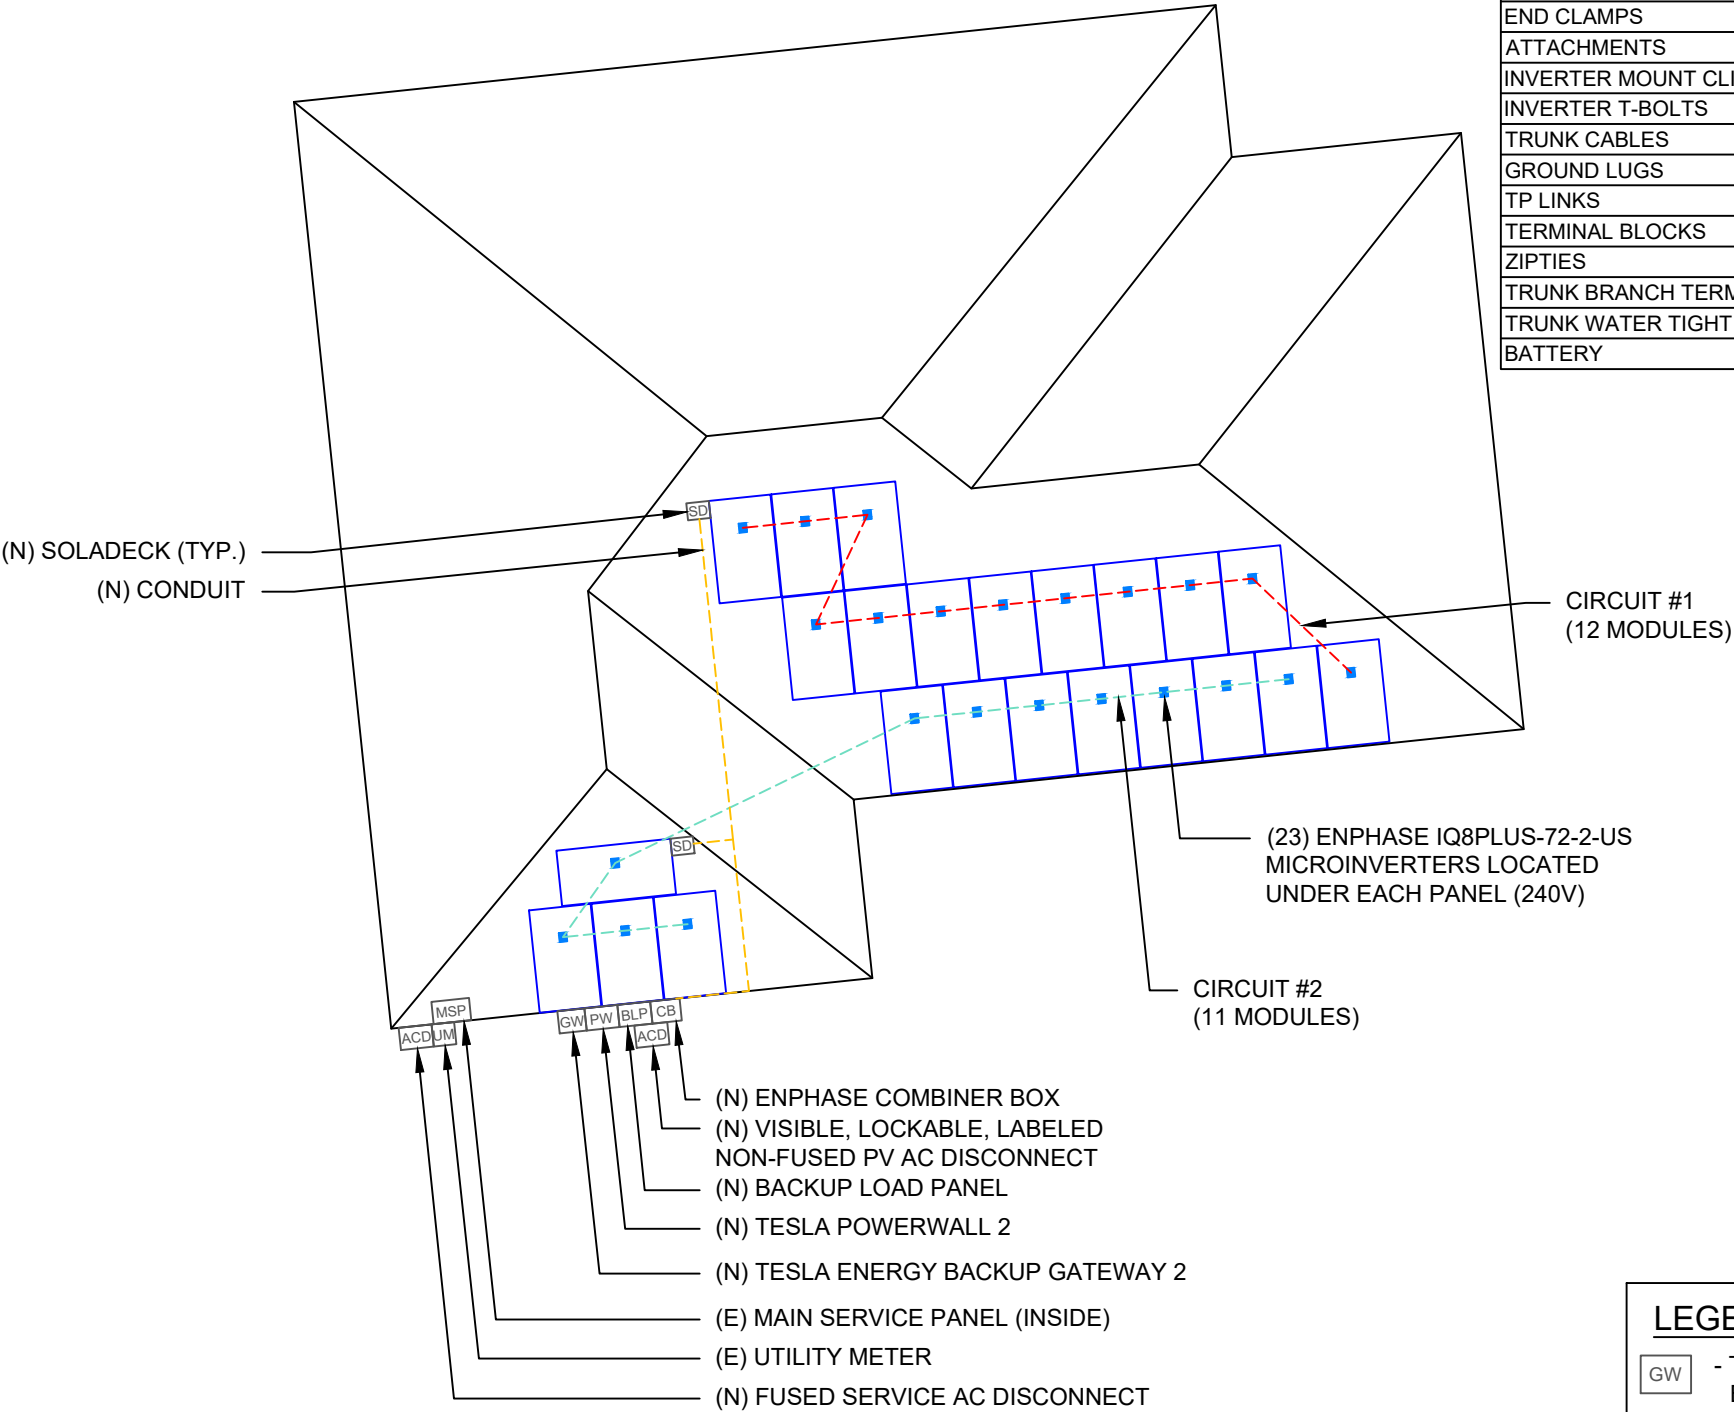 END CLAMPS
ATTACHMENTS
INVERTER MOUNT CLI
INVERTER T-BOLTS
TRUNK CABLES
GROUND LUGS
TP LINKS
TERMINAL BLOCKS
ZIPTIES
TRUNK BRANCH TERM
TRUNK WATER TIGHT
BATTERY
SD
(N) SOLADECK (TYP.)
(N) CONDUIT
CIRCUIT #1
(12 MODULES)
SD
(23) ENPHASE IQ8PLUS-72-2-US
MICROINVERTERS LOCATED
UNDER EACH PANEL (240V)
CIRCUIT #2
(11 MODULES)
MSP
ACD UM
GW PW BLP CB
ACD
(N) ENPHASE COMBINER BOX
(N) VISIBLE, LOCKABLE, LABELED
NON-FUSED PV AC DISCONNECT
(N) BACKUP LOAD PANEL
(N) TESLA POWERWALL 2
(N) TESLA ENERGY BACKUP GATEWAY 2
(E) MAIN SERVICE PANEL (INSIDE)
(E) UTILITY METER
(N) FUSED SERVICE AC DISCONNECT
LEGE
GW -